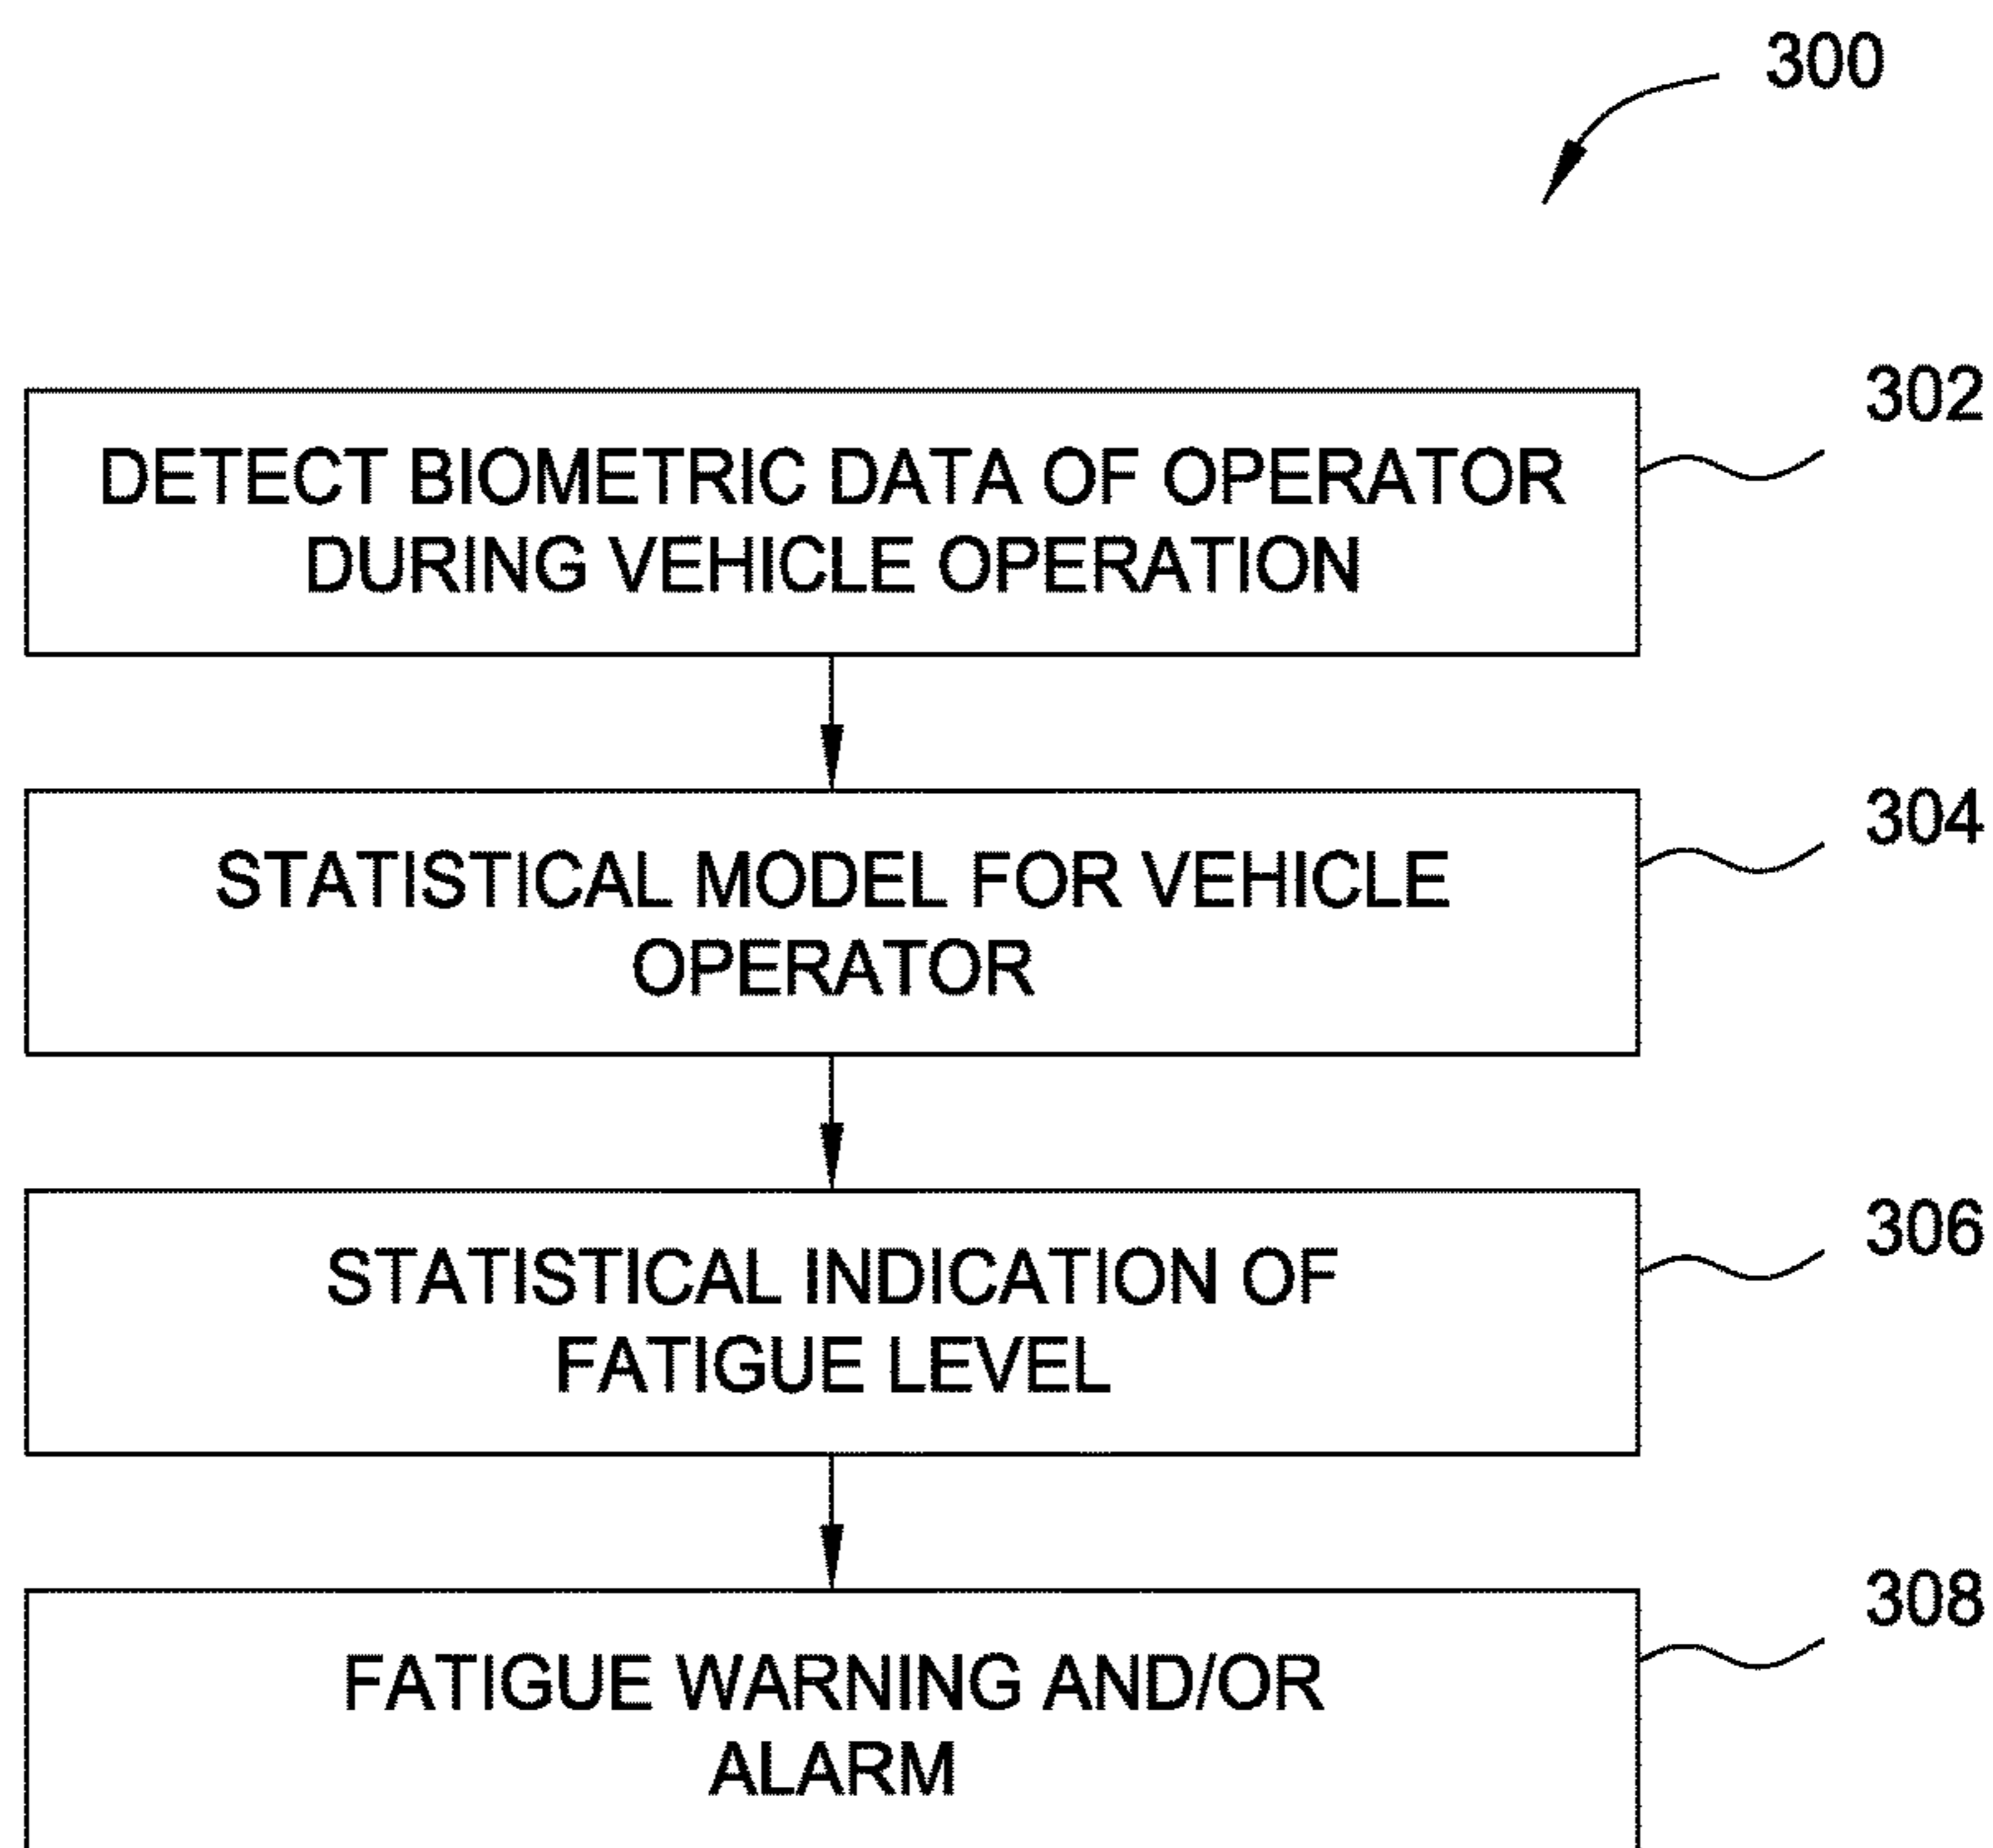 300
302
DETECT BIOMETRIC DATA OF OPERATOR
DURING VEHICLE OPERATION
304
STATISTICAL MODEL FOR VEHICLE
OPERATOR
306
STATISTICAL INDICATION OF
FATIGUE LEVEL
308
FATIGUE WARNING AND/OR
ALARM